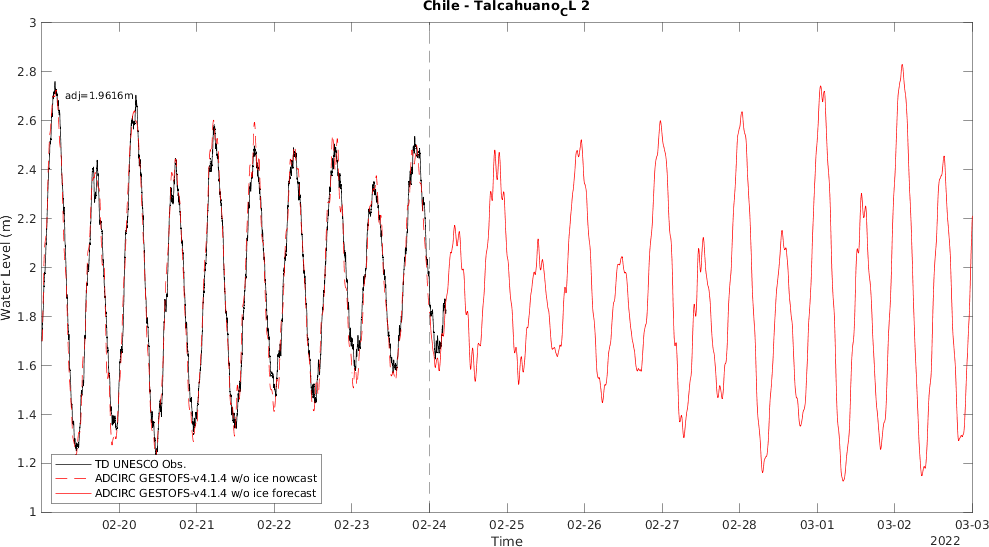 Chile - Talcahuano_CL 2
3
2.8
adj=1.9616m
2.6
2.4
2.2
2
1.8
1.6
1.4
1.2
1
Water Level (m)
TD UNESCO Obs.
ADCIRC GESTOFS-v4.1.4 w/o ice nowcast
ADCIRC GESTOFS-v4.1.4 w/o ice forecast
02-20 02-21 02-22 02-23 02-24 02-25 02-26 02-27 02-28 03-01 03-02 03-03
Time
2022